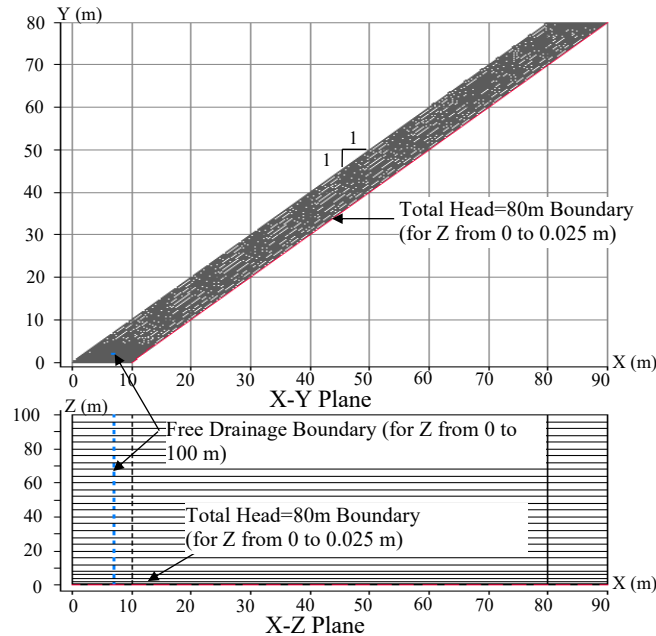 Y (m)
80
70
60
50
40
30
20
10
0
1
1
Total Head=80m Boundary
(for Z from 0 to 0.025 m)
0 10 20 30 40 50 60 70 80 90
X (m)
X-Y Plane
Z (m)
100
80
60
40
20
0
Free Drainage Boundary (for Z from 0 to
100 m)
Total Head=80m Boundary
(for Z from 0 to 0.025 m)
X (m)
0 10 20 30 40 50 60 70 80 90
X-Z Plane